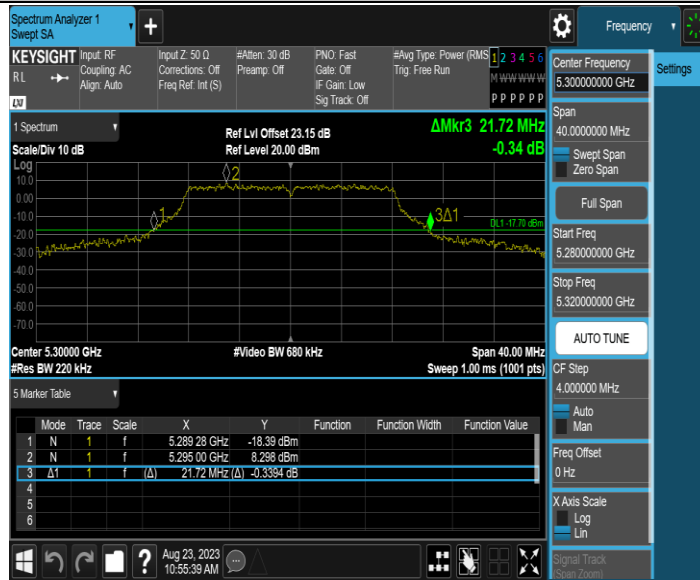 Spectrum Analyzer 1
Swept SA
Frequency
KEYSIGHT
RL
LXI
Input: RF
Coupling: AC
Align: Auto
Input Z: 50 Ω
Corrections: Off
Freq Ref: Int (S)
#Atten: 30 dB
Preamp: Off
PNO: Fast
Gate: Off
IF Gain: Low
Sig Track: Off
#Avg Type: Power (RMS
Trig: Free Run
1 2 3 4 5 6
M W W W W W
P P P P P P
Center Frequency
5.300000000 GHz
Settings
Span
40.0000000 MHz
Swept Span
Zero Span
Full Span
Start Freq
5.280000000 GHz
Stop Freq
5.320000000 GHz
AUTO TUNE
CF Step
4.000000 MHz
Auto
Man
Freq Offset
0 Hz
X Axis Scale
Log
Lin
Signal Track
(Span Zoom)
1 Spectrum
Scale/Div 10 dB
Ref Lvl Offset 23.15 dB
Ref Level 20.00 dBm
ΔMkr3 21.72 MHz
-0.34 dB
Log
10.0
0.00
-10.0
-20.0
-30.0
-40.0
-50.0
-60.0
-70.0
1
2
3Δ1
DL1 -17.70 dBm
Center 5.30000 GHz
#Res BW 220 kHz
#Video BW 680 kHz
Span 40.00 MHz
Sweep 1.00 ms (1001 pts)
5 Marker Table
Mode Trace Scale X Y Function Function Width Function Value
1 N 1 f 5.289 28 GHz -18.39 dBm
2 N 1 f 5.295 00 GHz 8.298 dBm
3 Δ1 1 f (Δ) 21.72 MHz (Δ) -0.3394 dB
4
5
6
?
Aug 23, 2023
10:55:39 AM